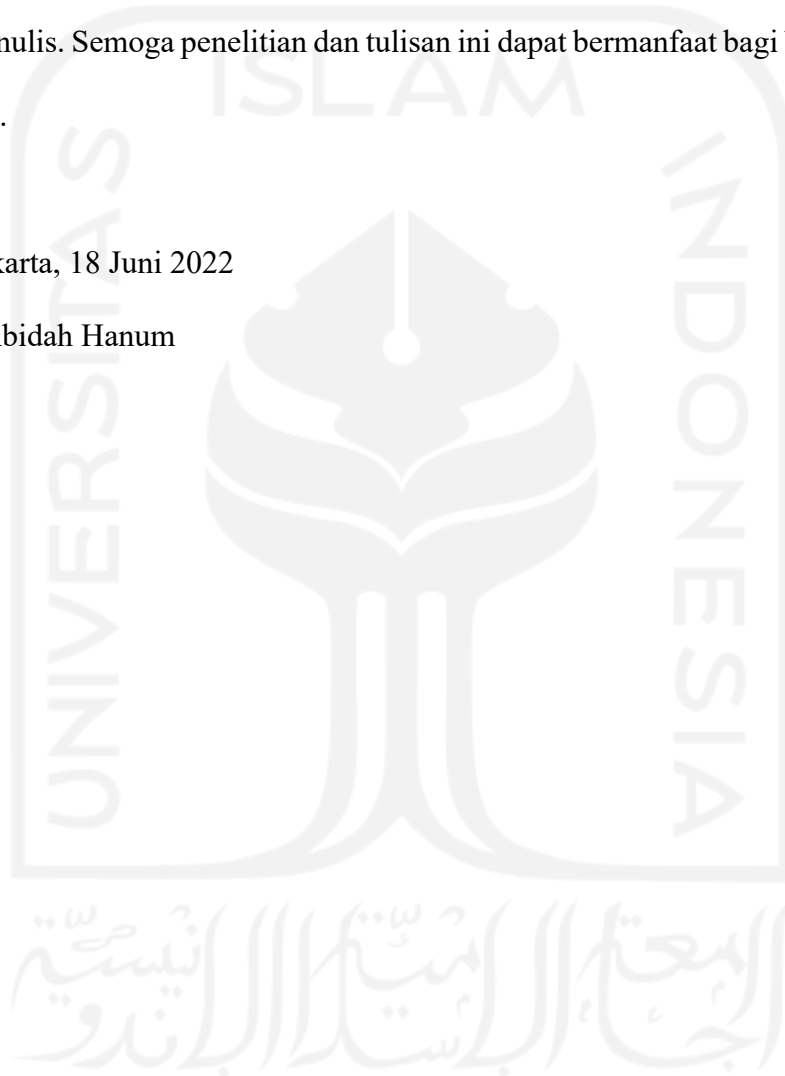 nulis. Semoga penelitian dan tulisan ini dapat bermanfaat bagi
.
karta, 18 Juni 2022
bidah Hanum
ISLAM
UNIVERSITAS
INDONESIA